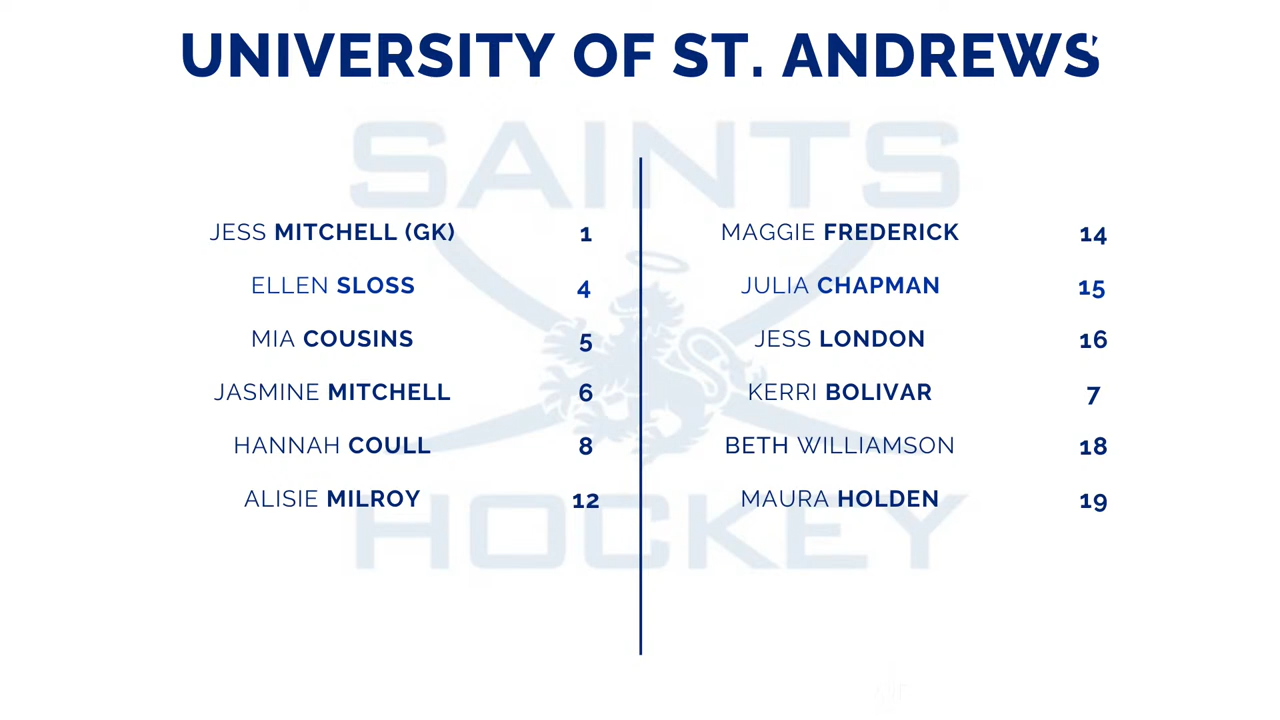 UNIVERSITY OF ST. ANDREWS
SAINTS
JESS MITCHELL (GK) 1
ELLEN SLOSS 4
MIA COUSINS 5
JASMINE MITCHELL 6
HANNAH COULL 8
ALISIE MILROY 12
MAGGIE FREDERICK 14
JULIA CHAPMAN 15
JESS LONDON 16
KERRI BOLIVAR 7
BETH WILLIAMSON 18
MAURA HOLDEN 19
HOCKEY